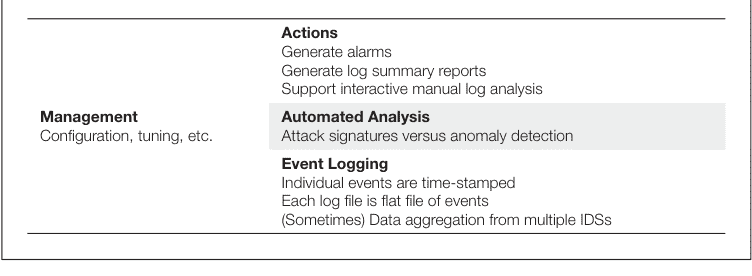 Actions
Generate alarms
Generate log summary reports
Support interactive manual log analysis
Management
Configuration, tuning, etc.
Automated Analysis
Attack signatures versus anomaly detection
Event Logging
Individual events are time-stamped
Each log file is flat file of events
(Sometimes) Data aggregation from multiple IDSs